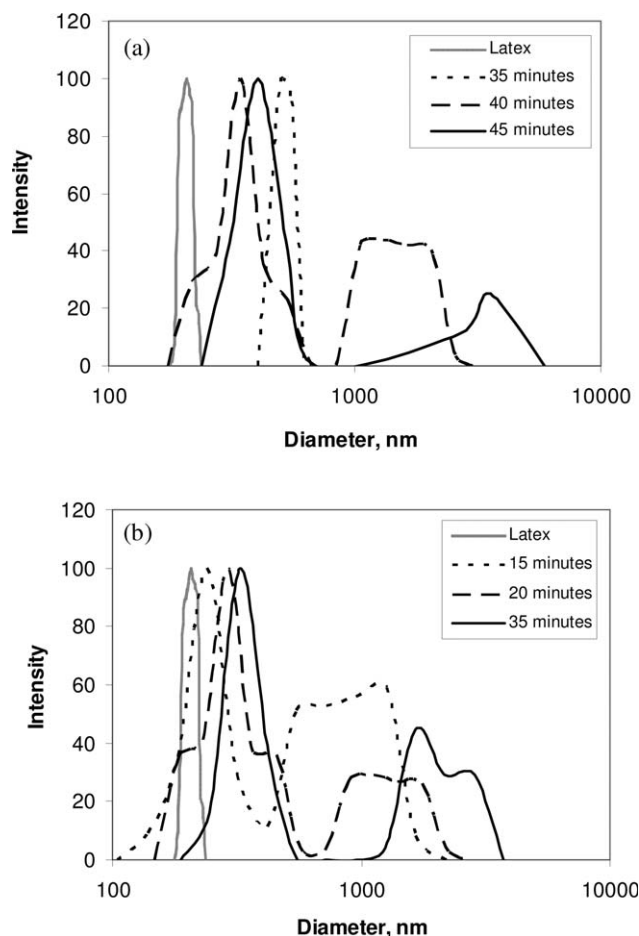 (a)
120
100
80
60
40
20
0
Intensity
100
1000
10000
Diameter, nm
Latex
35 minutes
40 minutes
45 minutes
(b)
120
100
80
60
40
20
0
Intensity
100
1000
10000
Diameter, nm
Latex
15 minutes
20 minutes
35 minutes